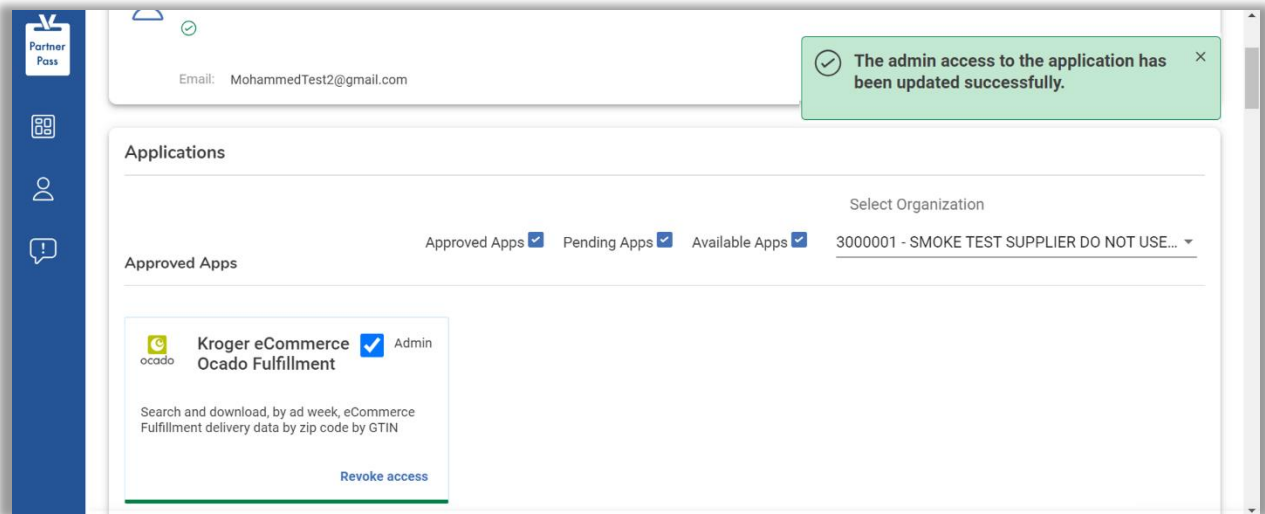 Partner
Pass
Email: MohammedTest2@gmail.com
The admin access to the application has
been updated successfully.
Applications
Select Organization
Approved Apps Pending Apps Available Apps 3000001 - SMOKE TEST SUPPLIER DO NOT USE...
Approved Apps
ocado
Kroger eCommerce Admin
Ocado Fulfillment
Search and download, by ad week, eCommerce
Fulfillment delivery data by zip code by GTIN
Revoke access